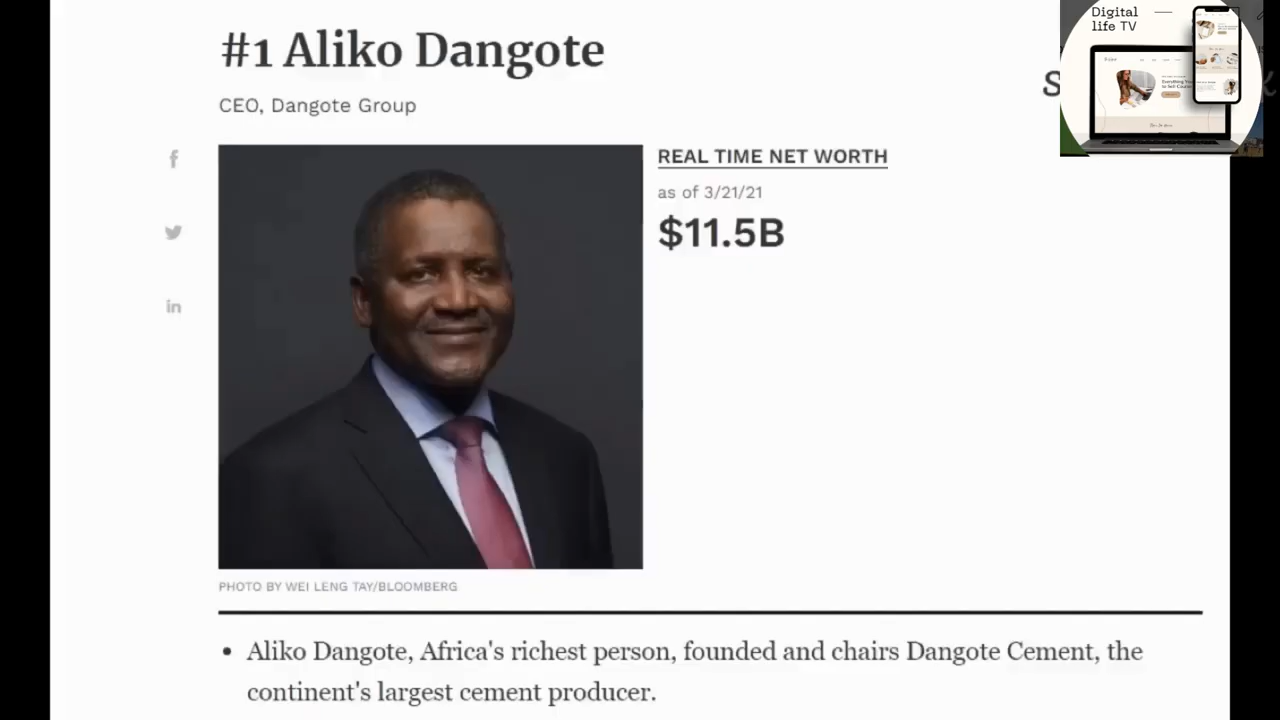 #1 Aliko Dangote
CEO, Dangote Group
Digital
life TV
f
in
REAL TIME NET WORTH
as of 3/21/21
$11.5B
PHOTO BY WEI LENG TAY/BLOOMBERG
• Aliko Dangote, Africa's richest person, founded and chairs Dangote Cement, the
continent's largest cement producer.